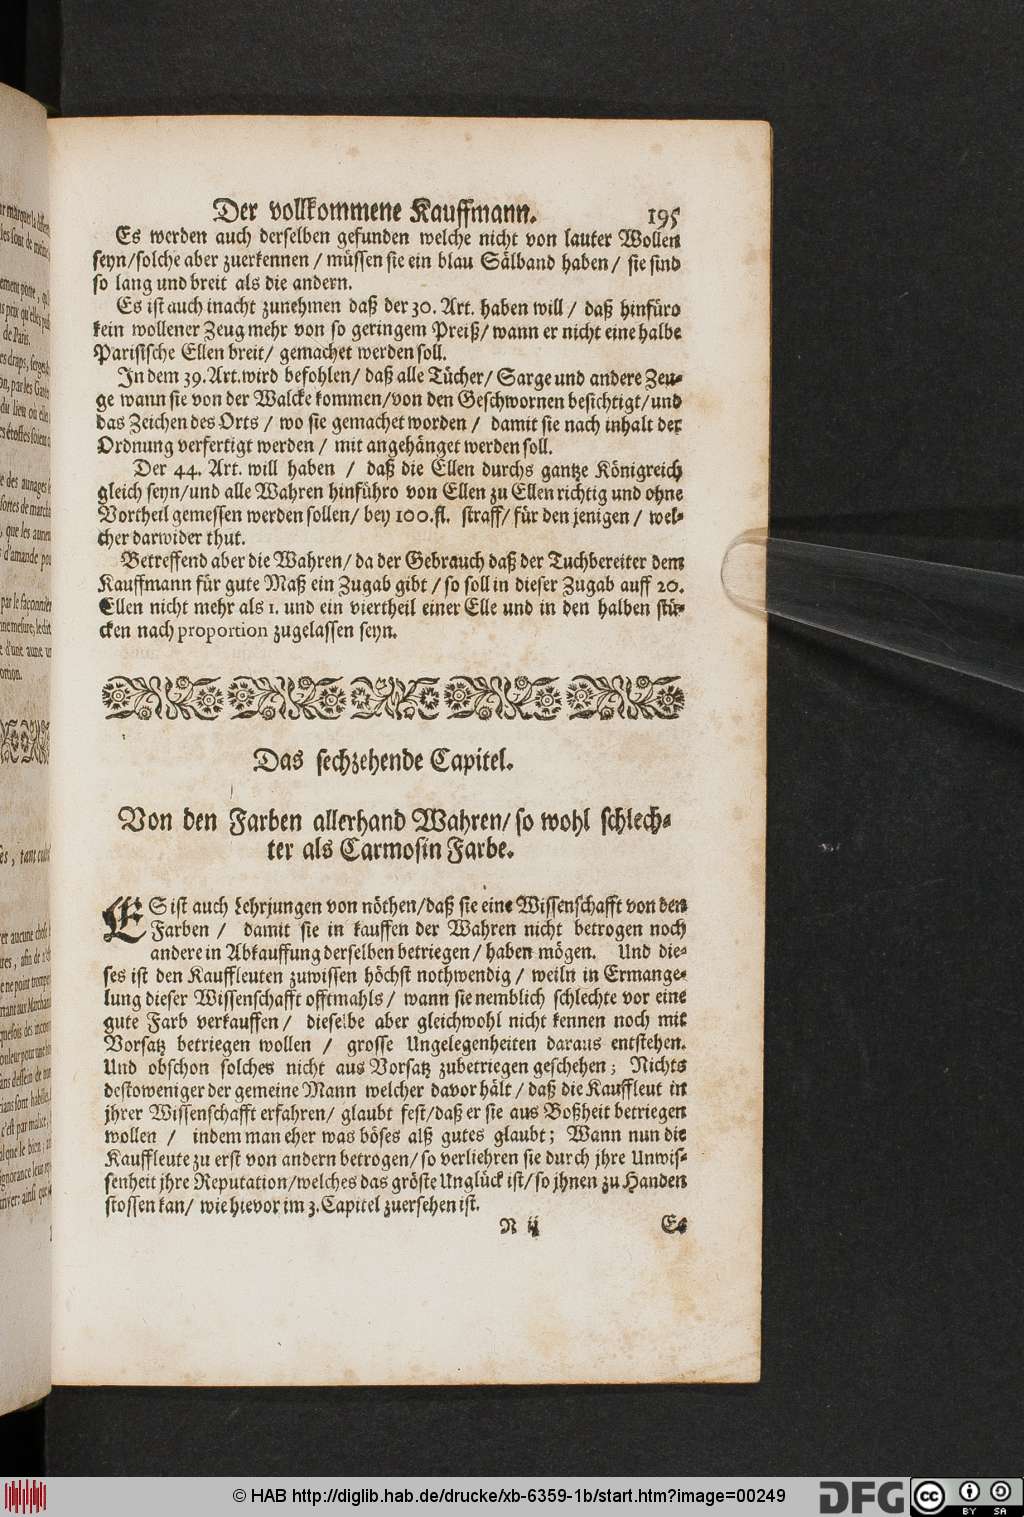 Der vollkommene Kauffmann. 195
Es werden auch derselben gefunden welche nicht von lauter Wollen
seyn/solche aber zuerkennen / müssen sie ein blau Sälband haben / sie sind
so lang und breit als die andern.
Es ist auch inacht zunehmen daß der 30. Art. haben will / daß hinfüro
kein wollener Zeug mehr von so geringem Preiß/ wann er nicht eine halbe
Parisische Ellen breit/ gemachet werden soll.
In dem 39. Art. wird befohlen/ daß alle Tücher/ Sarge und andere Zeu-
ge wann sie von der Walcke kommen/von den Geschwornen besichtigt/und
das Zeichen des Orts / wo sie gemachet worden / damit sie nach inhalt der
Ordnung verfertigt werden / mit angehänget werden soll.
Der 44. Art. will haben / daß die Ellen durchs gantze Königreich
gleich seyn/und alle Wahren hinführo von Ellen zu Ellen richtig und ohne
Vortheil gemessen werden sollen/ bey 100.fl. straff/ für den jenigen / wel-
cher darwider thut.
Betreffend aber die Wahren/ da der Gebrauch daß der Tuchbereiter dem
Kauffmann für gute Maß ein Zugab gibt / so soll in dieser Zugab auff 20.
Ellen nicht mehr als 1. und ein viertheil einer Elle und in den halben stü-
cken nach proportion zugelassen seyn.
Das sechzehende Capitel.
Von den Farben allerhand Wahren/ so wohl schlech-
ter als Carmosin Farbe.
ES ist auch Lehrjungen von nöthen/daß sie eine Wissenschafft von den
Farben / damit sie in kauffen der Wahren nicht betrogen noch
andere in Abkauffung derselben betriegen / haben mögen. Und die-
ses ist den Kauffleuten zuwissen höchst nothwendig / weiln in Ermange-
lung dieser Wissenschafft offtmahls / wann sie nemblich schlechte vor eine
gute Farb verkauffen / dieselbe aber gleichwohl nicht kennen noch mit
Vorsatz betriegen wollen / grosse Ungelegenheiten daraus entstehen.
Und obschon solches nicht aus Vorsatz zubetriegen geschehen; Nichts
destoweniger der gemeine Mann welcher davor hält / daß die Kauffleut in
jhrer Wissenschafft erfahren/ glaubt fest/daß er sie aus Boßheit betriegen
wollen / indem man eher was böses alß gutes glaubt; Wann nun die
Kauffleute zu erst von andern betrogen/ so verliehren sie durch jhre Unwis-
senheit jhre Reputation/welches das gröste Unglück ist/ so jhnen zu Handen
stossen kan/ wie hievor im 3. Capitel zuersehen ist.
N ij Es
© HAB http://diglib.hab.de/drucke/xb-6359-1b/start.htm?image=00249
DFG
cc BY SA